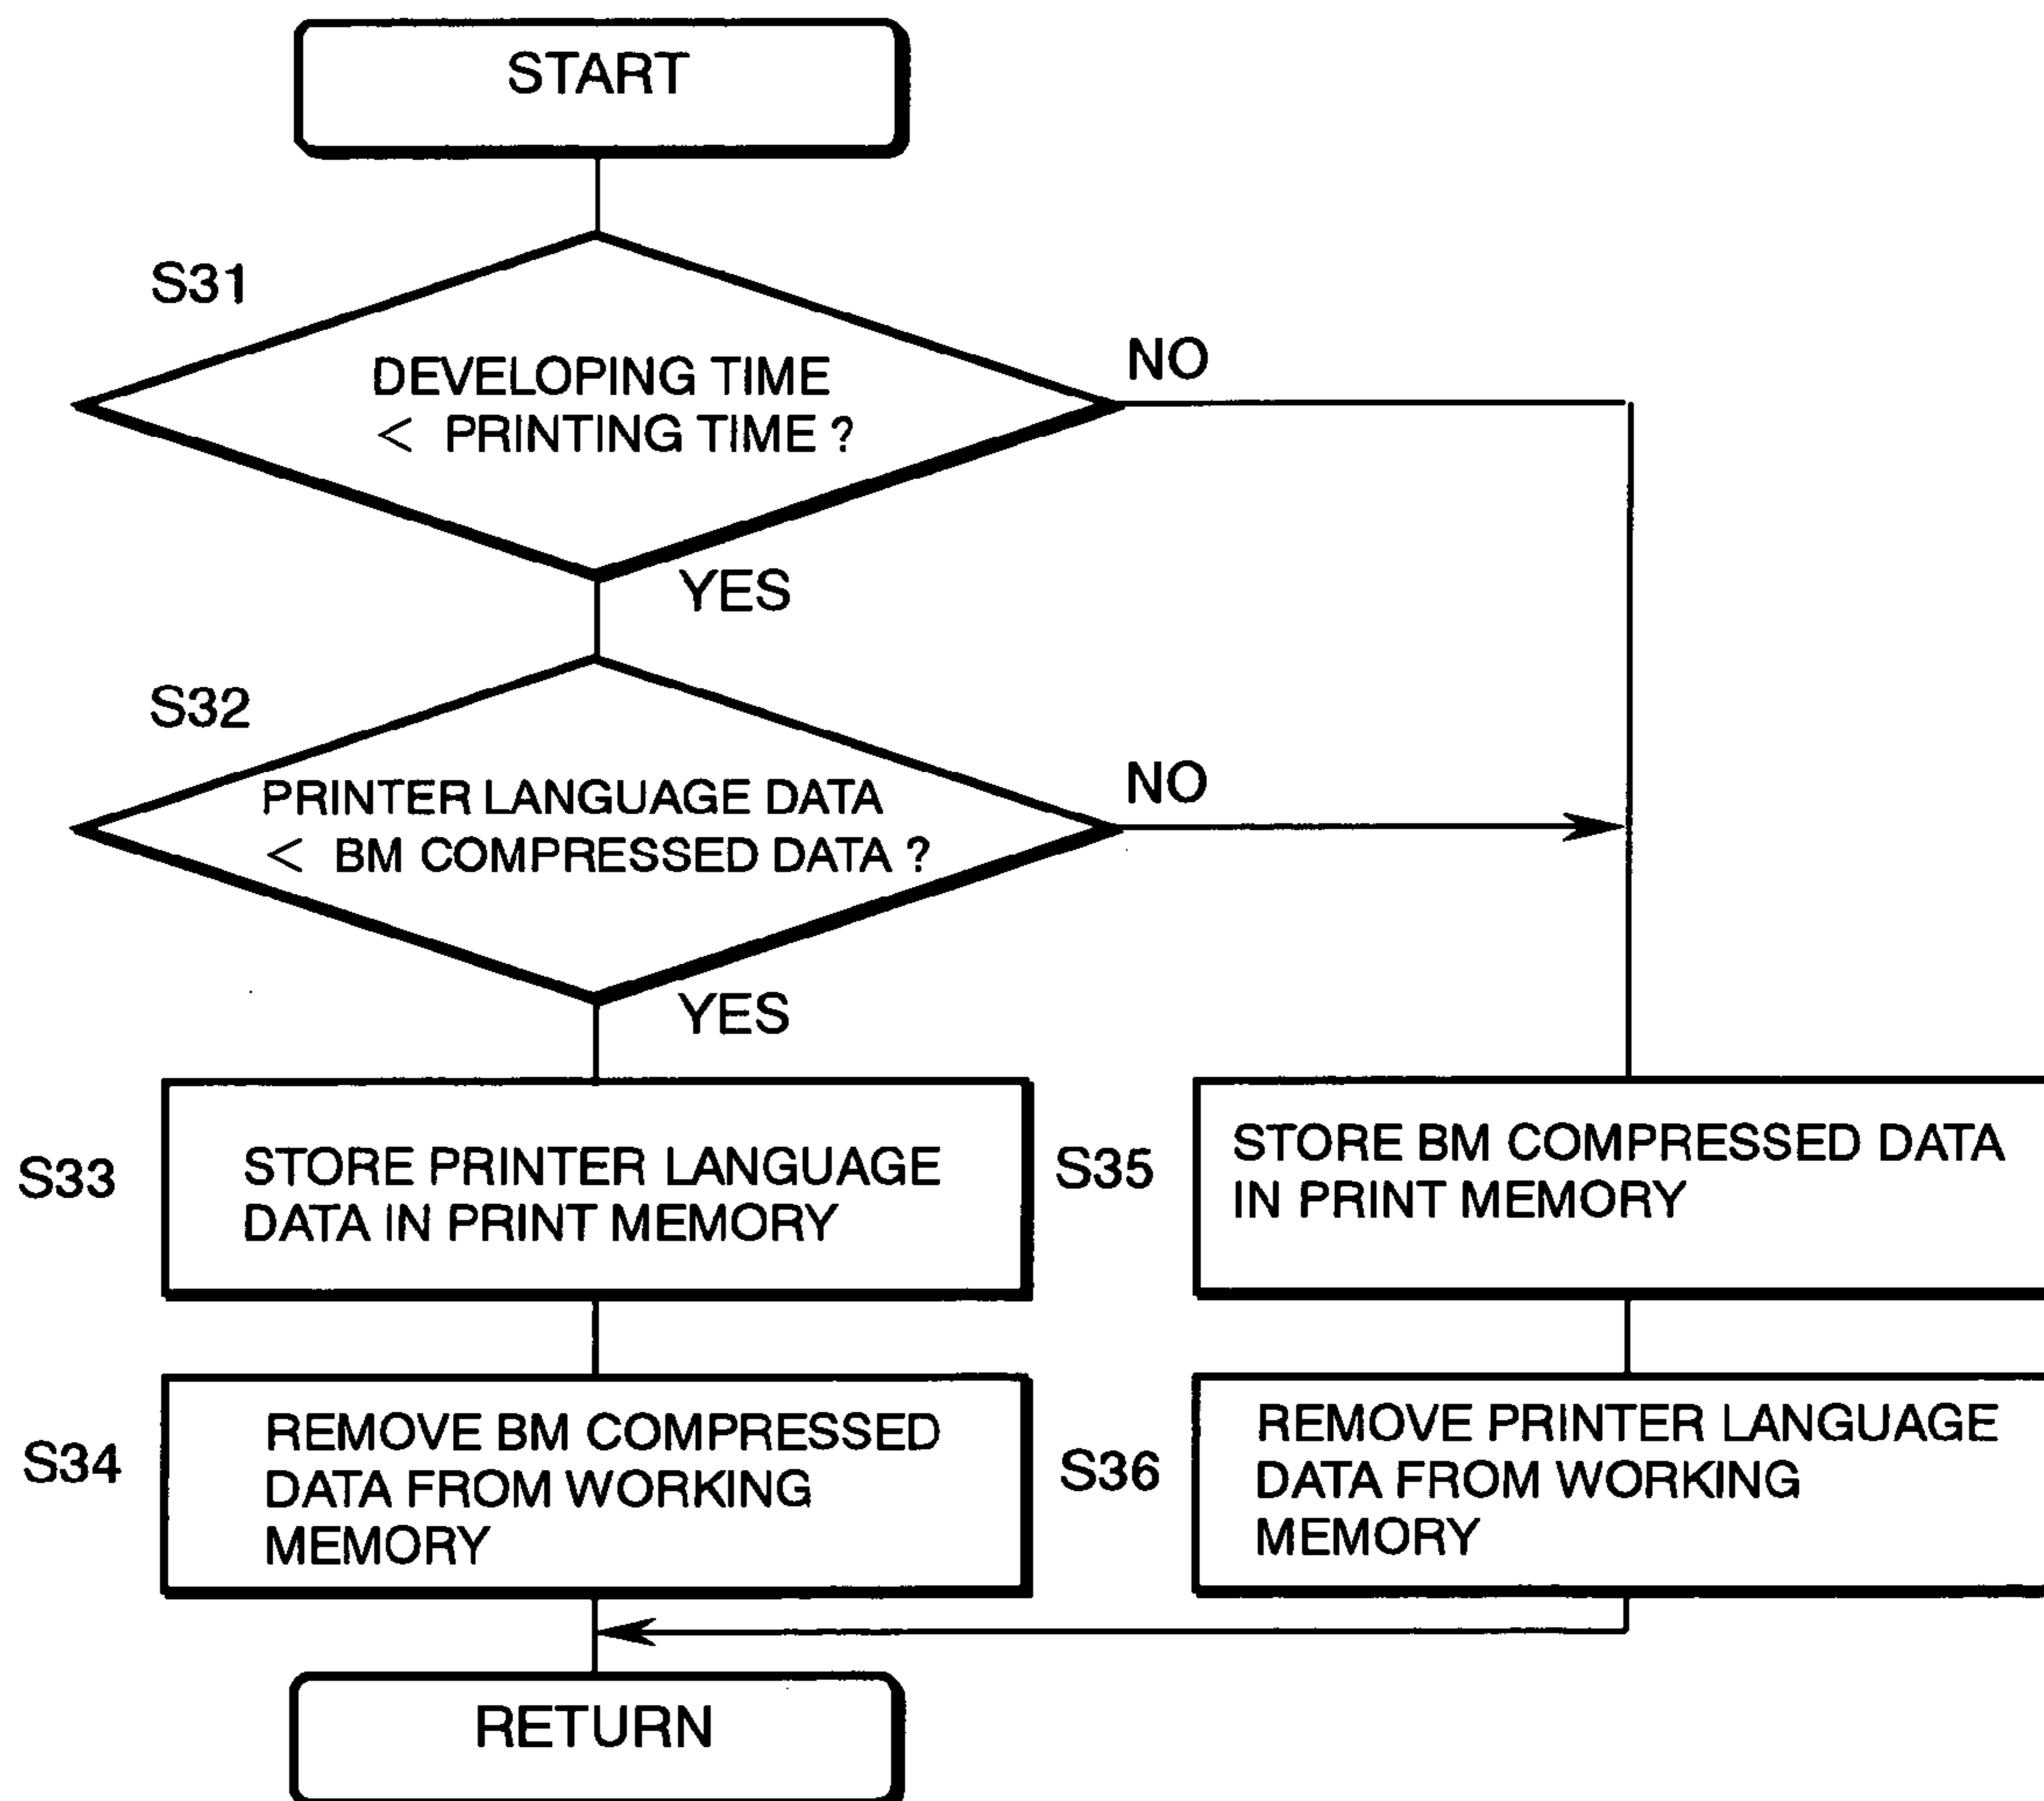 START
S31
DEVELOPING TIME
< PRINTING TIME ?
NO
YES
S32
PRINTER LANGUAGE DATA
< BM COMPRESSED DATA ?
NO
YES
S33
STORE PRINTER LANGUAGE
DATA IN PRINT MEMORY
S35
STORE BM COMPRESSED DATA
IN PRINT MEMORY
S34
REMOVE BM COMPRESSED
DATA FROM WORKING
MEMORY
S36
REMOVE PRINTER LANGUAGE
DATA FROM WORKING
MEMORY
RETURN